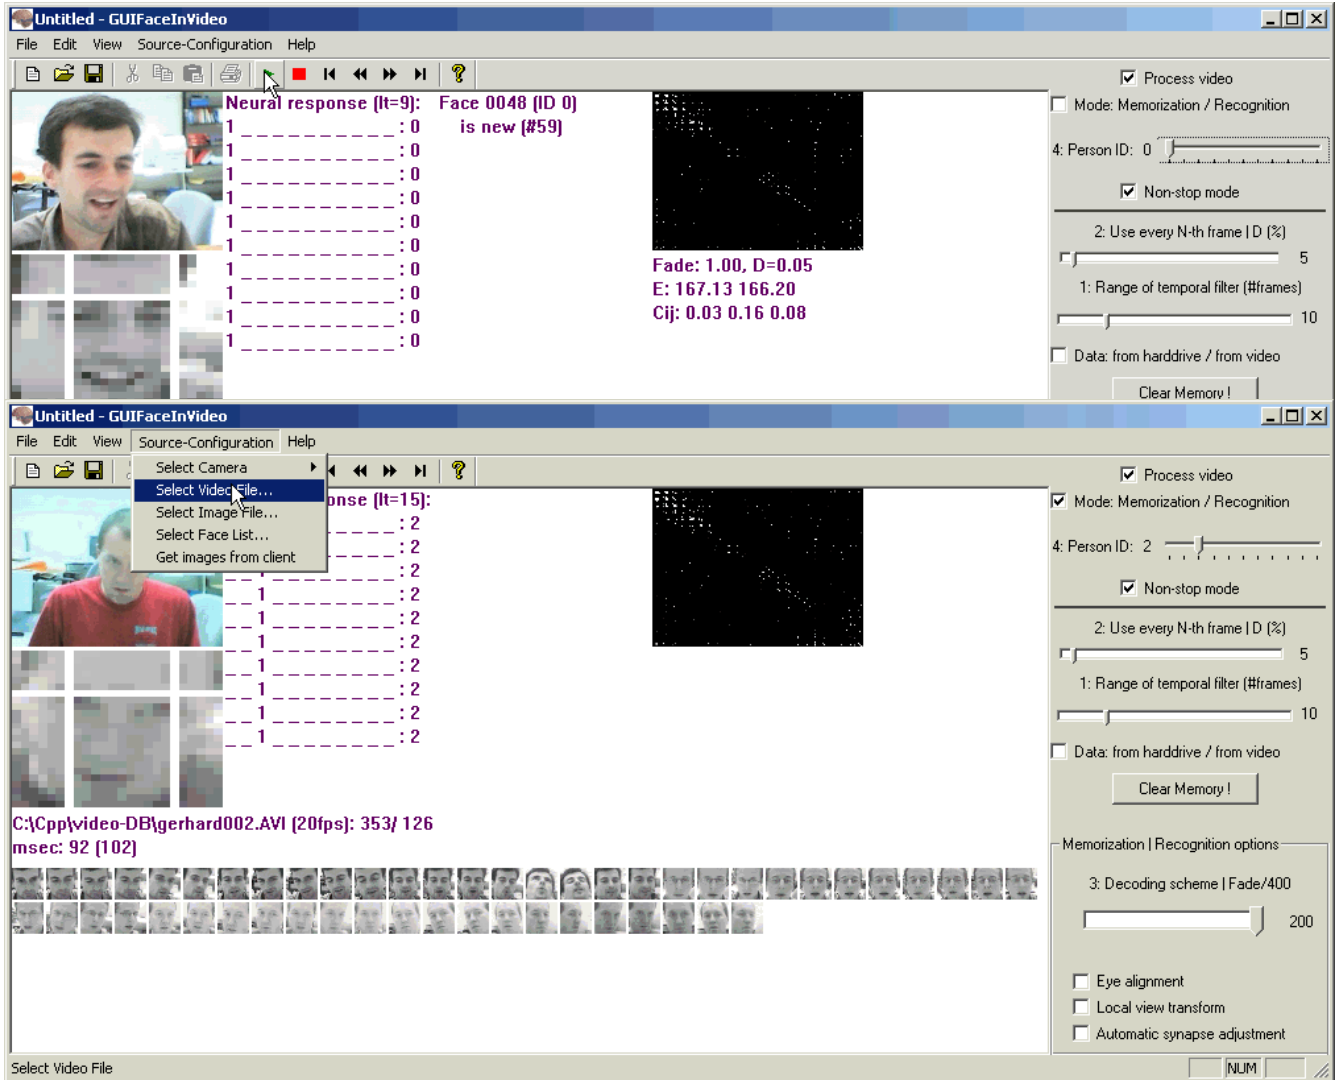 Untitled - GUIFaceInVideo
File Edit View Source-Configuration Help
Neural response (It=9): Face 0048 (ID 0)
1 _ _ _ _ _ _ _ _ _ _ : 0 is new (#59)
1 _ _ _ _ _ _ _ _ _ _ : 0
1 _ _ _ _ _ _ _ _ _ _ : 0
1 _ _ _ _ _ _ _ _ _ _ : 0
1 _ _ _ _ _ _ _ _ _ _ : 0
1 _ _ _ _ _ _ _ _ _ _ : 0
1 _ _ _ _ _ _ _ _ _ _ : 0
1 _ _ _ _ _ _ _ _ _ _ : 0
1 _ _ _ _ _ _ _ _ _ _ : 0
1 _ _ _ _ _ _ _ _ _ _ : 0
Fade: 1.00, D=0.05
E: 167.13 166.20
Cij: 0.03 0.16 0.08
Process video
Mode: Memorization / Recognition
4: Person ID: 0
Non-stop mode
2: Use every N-th frame | D (%)
5
1: Range of temporal filter (#frames)
10
Data: from harddrive / from video
Clear Memory !
Untitled - GUIFaceInVideo
File Edit View Source-Configuration Help
Select Camera
Select Video File...
Select Image File...
Select Face List...
Get images from client
(It=15):
: 2
: 2
_ _ 1 _ _ _ _ _ _ _ _ : 2
_ _ 1 _ _ _ _ _ _ _ _ : 2
_ _ 1 _ _ _ _ _ _ _ _ : 2
_ _ 1 _ _ _ _ _ _ _ _ : 2
_ _ 1 _ _ _ _ _ _ _ _ : 2
_ _ 1 _ _ _ _ _ _ _ _ : 2
_ _ 1 _ _ _ _ _ _ _ _ : 2
_ _ 1 _ _ _ _ _ _ _ _ : 2
C:\Cpp\video-DB\gerhard002.AVI (20fps): 353/ 126
msec: 92 (102)
Process video
Mode: Memorization / Recognition
4: Person ID: 2
Non-stop mode
2: Use every N-th frame | D (%)
5
1: Range of temporal filter (#frames)
10
Data: from harddrive / from video
Clear Memory !
Memorization | Recognition options
3: Decoding scheme | Fade/400
200
Eye alignment
Local view transform
Automatic synapse adjustment
Select Video File
NUM